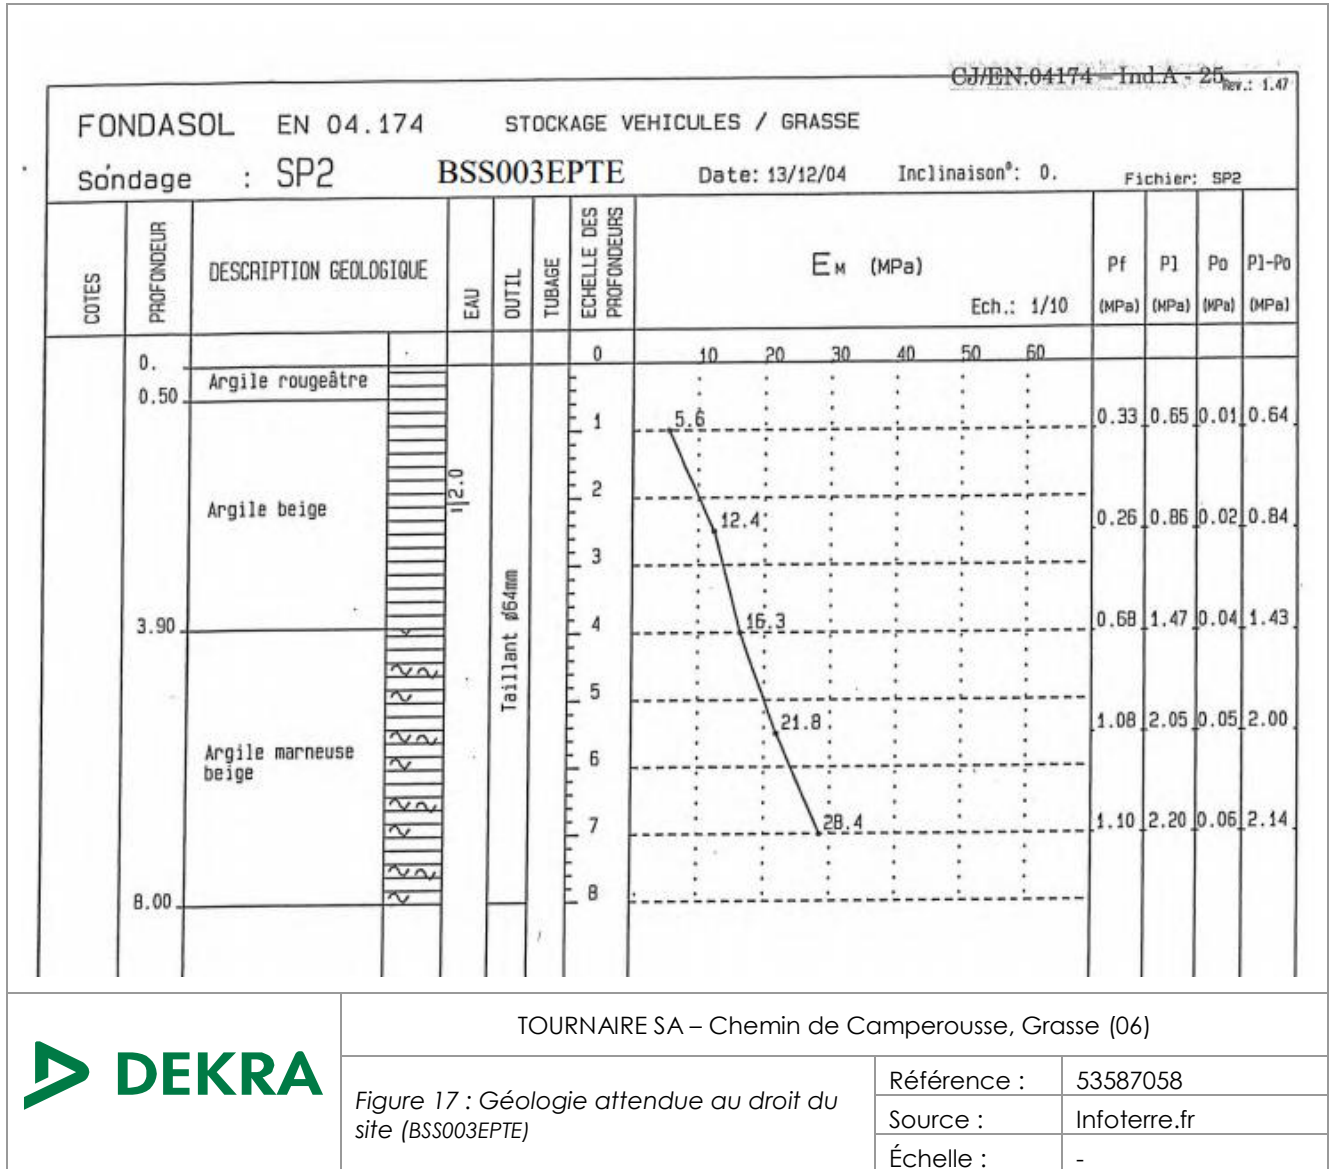 CJ/EN.04174 - Ind.A - 25
Rev.: 1.47
FONDASOL EN 04.174 STOCKAGE VEHICULES / GRASSE
Sondage : SP2 BSS003EPTE Date: 13/12/04 Inclinaison°: 0. Fichier: SP2
COTES PROFONDEUR DESCRIPTION GEOLOGIQUE EAU OUTIL TUBAGE ECHELLE DES PROFONDEURS EM (MPa) Ech.: 1/10 Pf (MPa) Pl (MPa) Po (MPa) Pl-Po (MPa)
0. 0 10 20 30 40 50 60
Argile rougeâtre
0.50
1 5.6 0.33 0.65 0.01 0.64
2.0
2
Argile beige 12.4 0.26 0.86 0.02 0.84
3
3.90 4 16.3 0.68 1.47 0.04 1.43
Taillant ø64mm
5
21.8 1.08 2.05 0.05 2.00
Argile marneuse
beige
6
7 28.4 1.10 2.20 0.06 2.14
8.00 8
DEKRA
TOURNAIRE SA – Chemin de Camperousse, Grasse (06)
Figure 17 : Géologie attendue au droit du
site (BSS003EPTE)
Référence : 53587058
Source : Infoterre.fr
Échelle : -